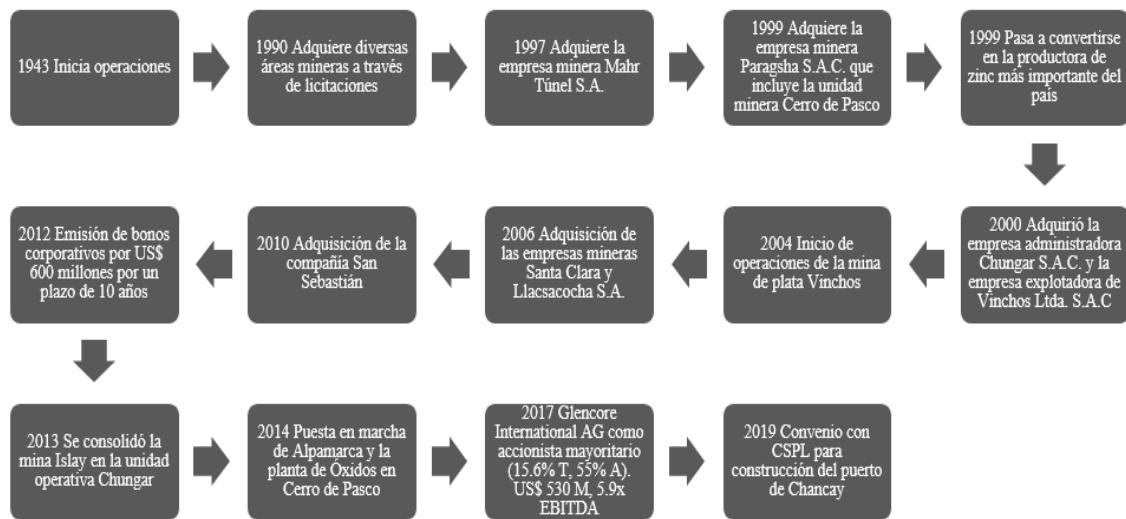 1943 Inicia operaciones
1990 Adquiere diversas
áreas mineras a través
de licitaciones
1997 Adquiere la
empresa minera Mahr
Túnel S.A.
1999 Adquiere la
empresa minera
Paragsha S.A.C. que
incluye la unidad
minera Cerro de Pasco
1999 Pasa a convertirse
en la productora de
zinc más importante del
país
2000 Adquirió la
empresa administradora
Chungar S.A.C. y la
empresa explotadora de
Vinchos Ltda. S.A.C
2004 Inicio de
operaciones de la mina
de plata Vinchos
2006 Adquisición de
las empresas mineras
Santa Clara y
Llacsacocha S.A.
2010 Adquisición de la
compañía San
Sebastián
2012 Emisión de bonos
corporativos por US$
600 millones por un
plazo de 10 años
2013 Se consolidó la
mina Islay en la unidad
operativa Chungar
2014 Puesta en marcha
de Alpamarca y la
planta de Óxidos en
Cerro de Pasco
2017 Glencore
International AG como
accionista mayoritario
(15.6% T, 55% A).
US$ 530 M, 5.9x
EBITDA
2019 Convenio con
CSPL para
construcción del puerto
de Chancay